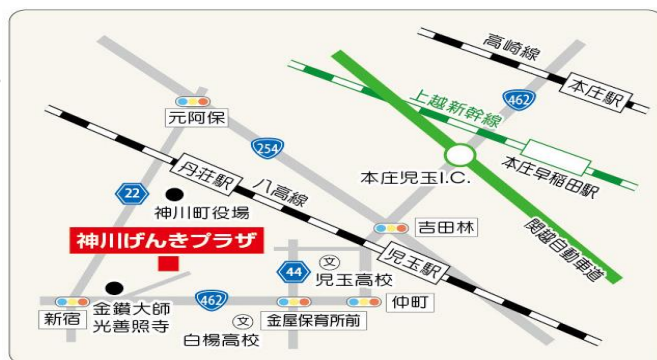 高崎線
本庄駅
462
上越新幹線
本庄早稲田駅
元阿保
254
本庄児玉I.C.
丹荘駅
八高線
22
神川町役場
吉田林
関越自動車道
神川げんきプラザ
児玉駅
文
児玉高校
44
金鑚大師
光善照寺
462
新宿
仲町
金屋保育所前
文
白楊高校